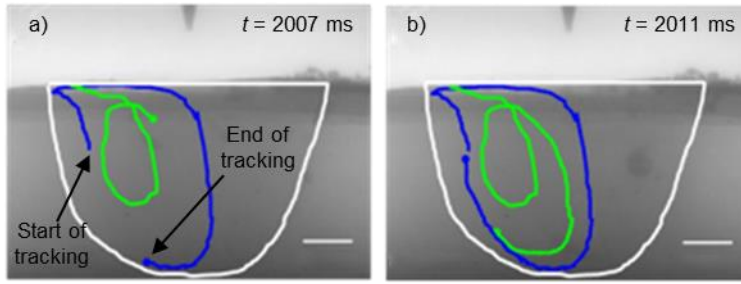 a)
t = 2007 ms
End of
tracking
Start of
tracking
b)
t = 2011 ms